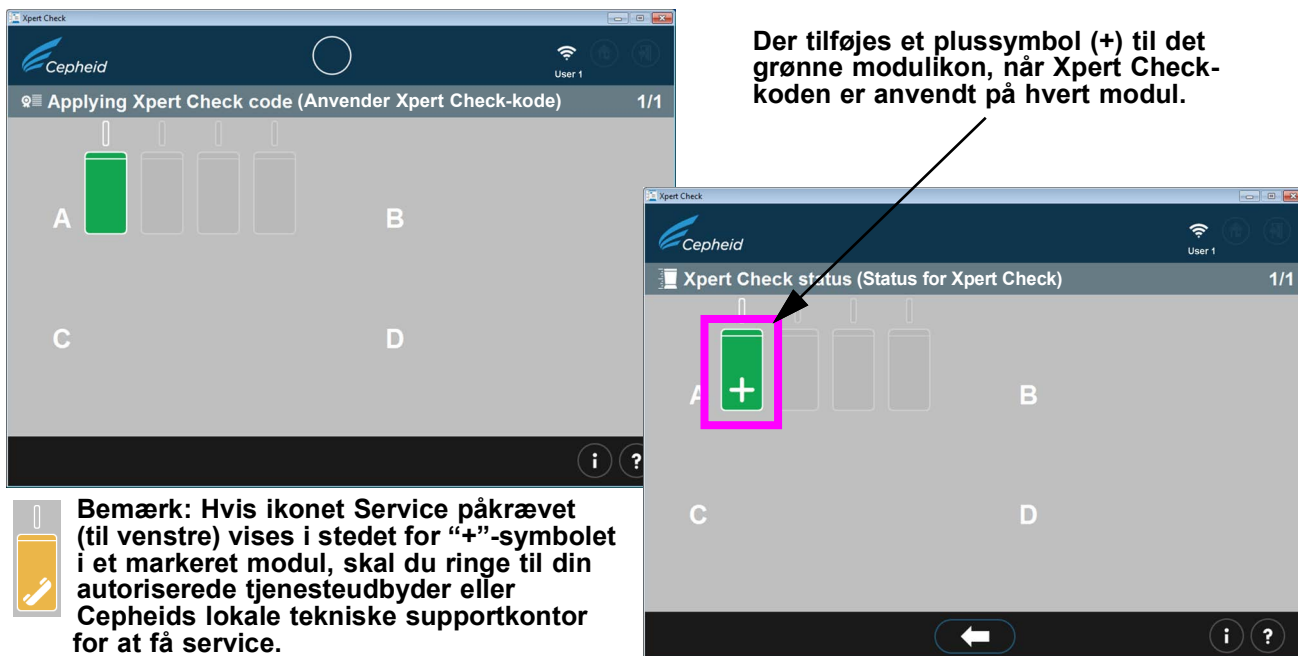 Xpert Check
Cepheid
User 1
Applying Xpert Check code (Anvender Xpert Check-kode) 1/1
A
B
C
D
i ?
Der tilføjes et plussymbol (+) til det
grønne modulikon, når Xpert Check-
koden er anvendt på hvert modul.
Xpert Check
Cepheid
User 1
Xpert Check status (Status for Xpert Check) 1/1
A
+
B
C
D
i ?
Bemærk: Hvis ikonet Service påkrævet
(til venstre) vises i stedet for “+”-symbolet
i et markeret modul, skal du ringe til din
autoriserede tjenesteudbyder eller
Cepheids lokale tekniske supportkontor
for at få service.